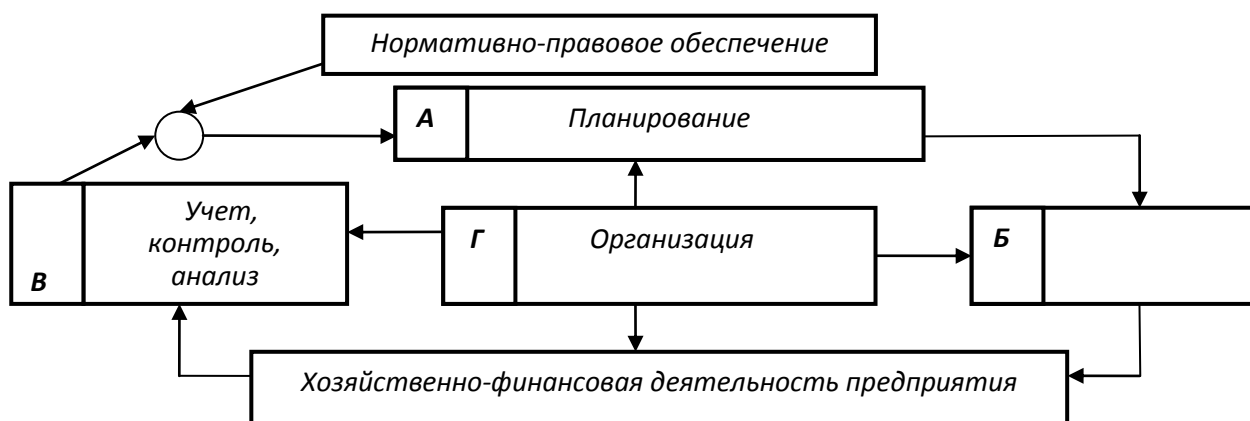 Нормативно-правовое обеспечение
А Планирование
Учет,
контроль,
анализ
В
Г Организация
Б
Хозяйственно-финансовая деятельность предприятия